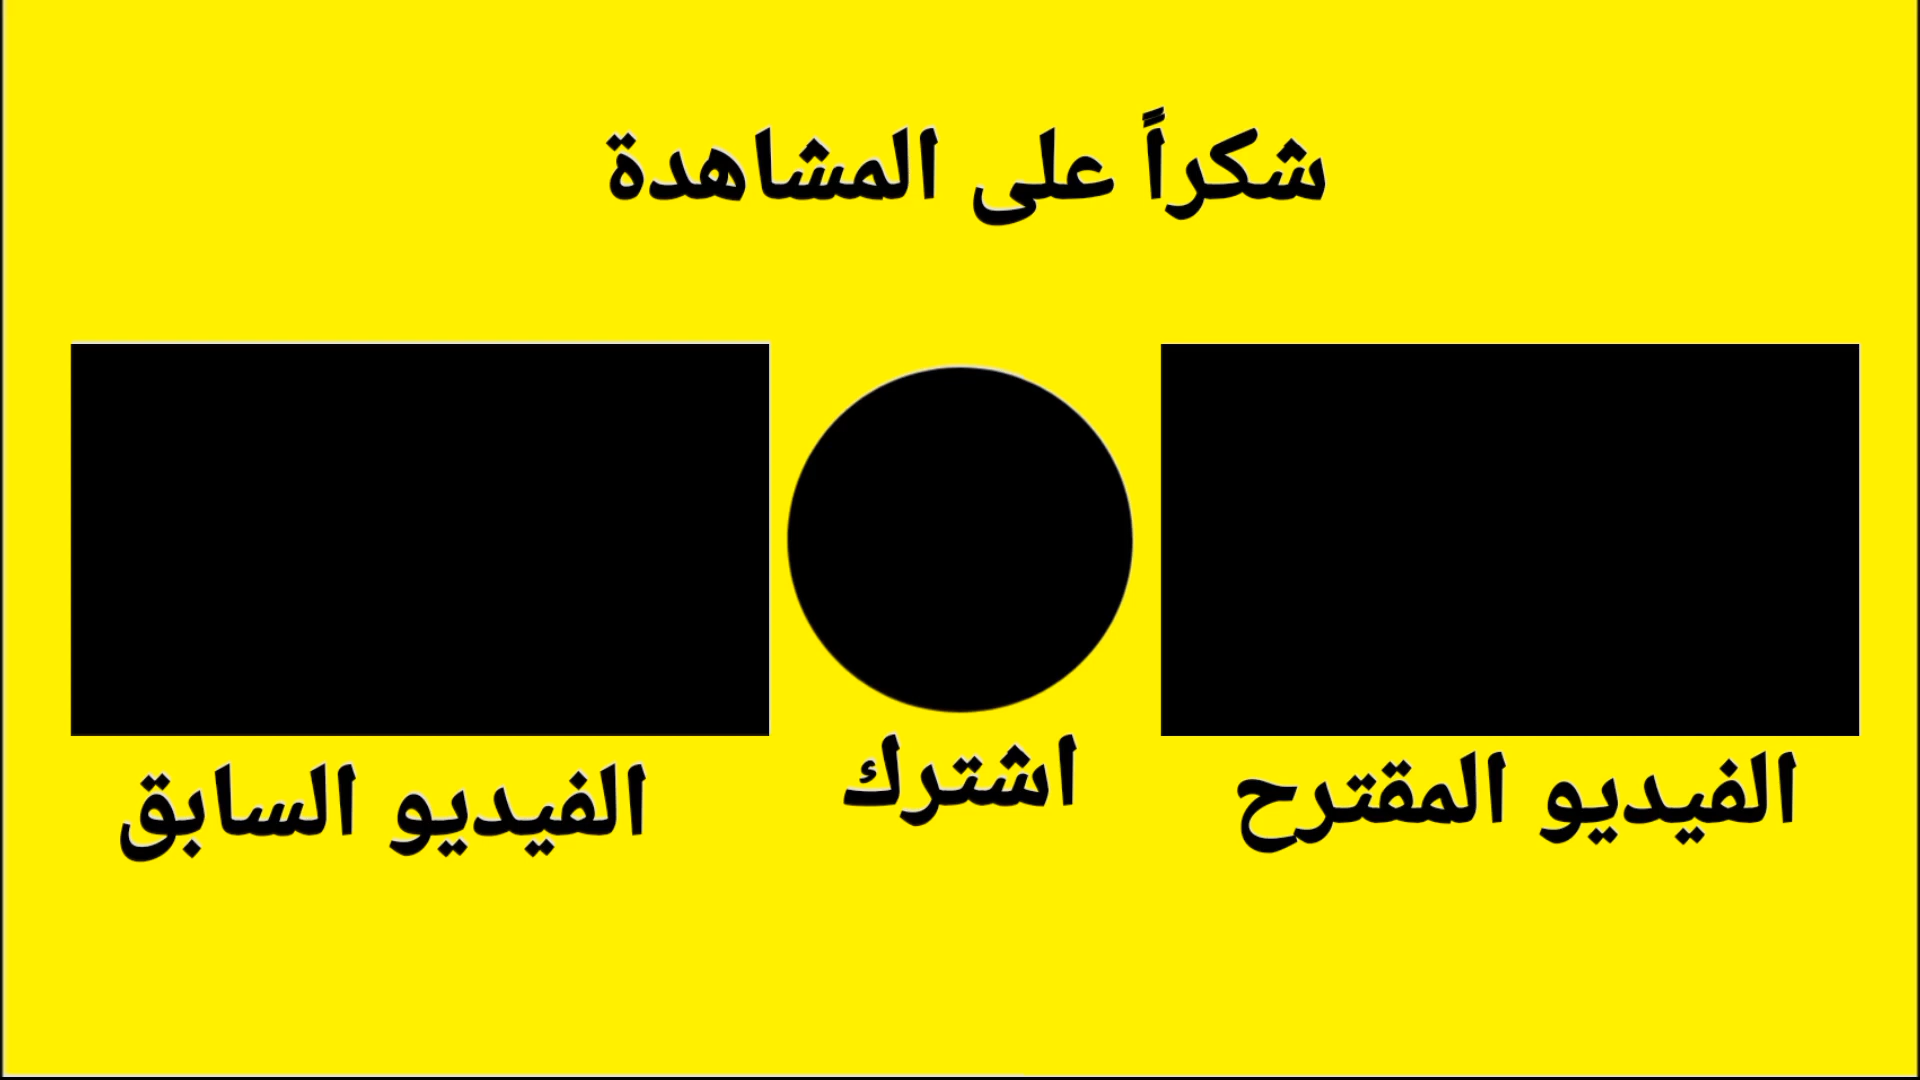 شكراً على المشاهدة
الفيديو المقترح
اشترك
الفيديو السابق